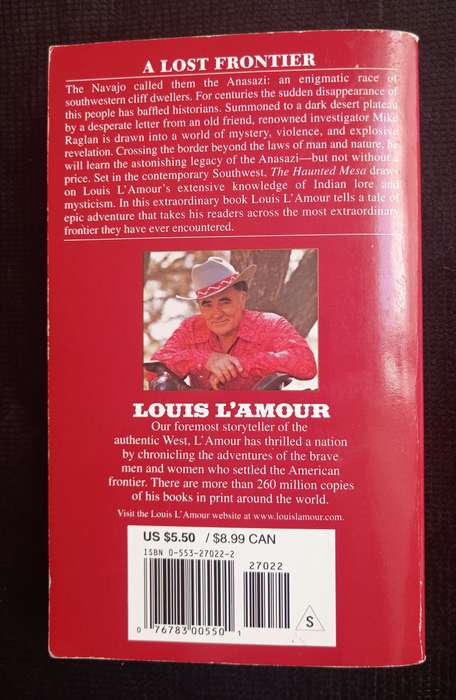 A LOST FRONTIER
The Navajo called them the Anasazi: an enigmatic race of
southwestern cliff dwellers. For centuries the sudden disappearance of
this people has baffled historians. Summoned to a dark desert plateau
by a desperate letter from an old friend, renowned investigator Mike
Raglan is drawn into a world of mystery, violence, and explosive
revelation. Crossing the border beyond the laws of man and nature, he
will learn the astonishing legacy of the Anasazi—but not without a
price. Set in the contemporary Southwest, The Haunted Mesa draws
on Louis L'Amour's extensive knowledge of Indian lore and
mysticism. In this extraordinary book Louis L'Amour tells a tale of
epic adventure that takes his readers across the most extraordinary
frontier they have ever encountered.
LOUIS L'AMOUR
Our foremost storyteller of the
authentic West, L'Amour has thrilled a nation
by chronicling the adventures of the brave
men and women who settled the American
frontier. There are more than 260 million copies
of his books in print around the world.
Visit the Louis L'Amour website at www.louislamour.com.
US $5.50 / $8.99 CAN
ISBN 0-553-27022-2
27022
0 76783 00550 1
S